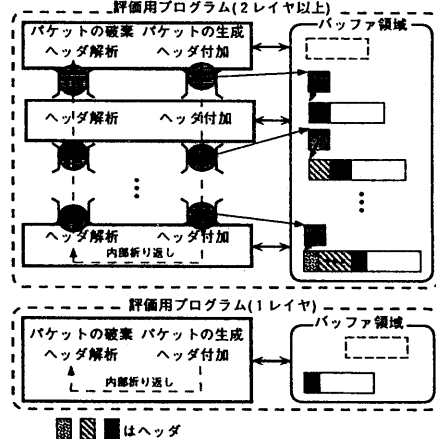 評価用プログラム(2レイヤ以上)
バッファ領域
パケットの破棄 パケットの生成
ヘッダ解析 ヘッダ付加
ヘッダ解析 ヘッダ付加
ヘッダ解析 ヘッダ付加
内部折り返し
評価用プログラム(1レイヤ)
バッファ領域
パケットの破棄 パケットの生成
ヘッダ解析 ヘッダ付加
内部折り返し
はヘッダ